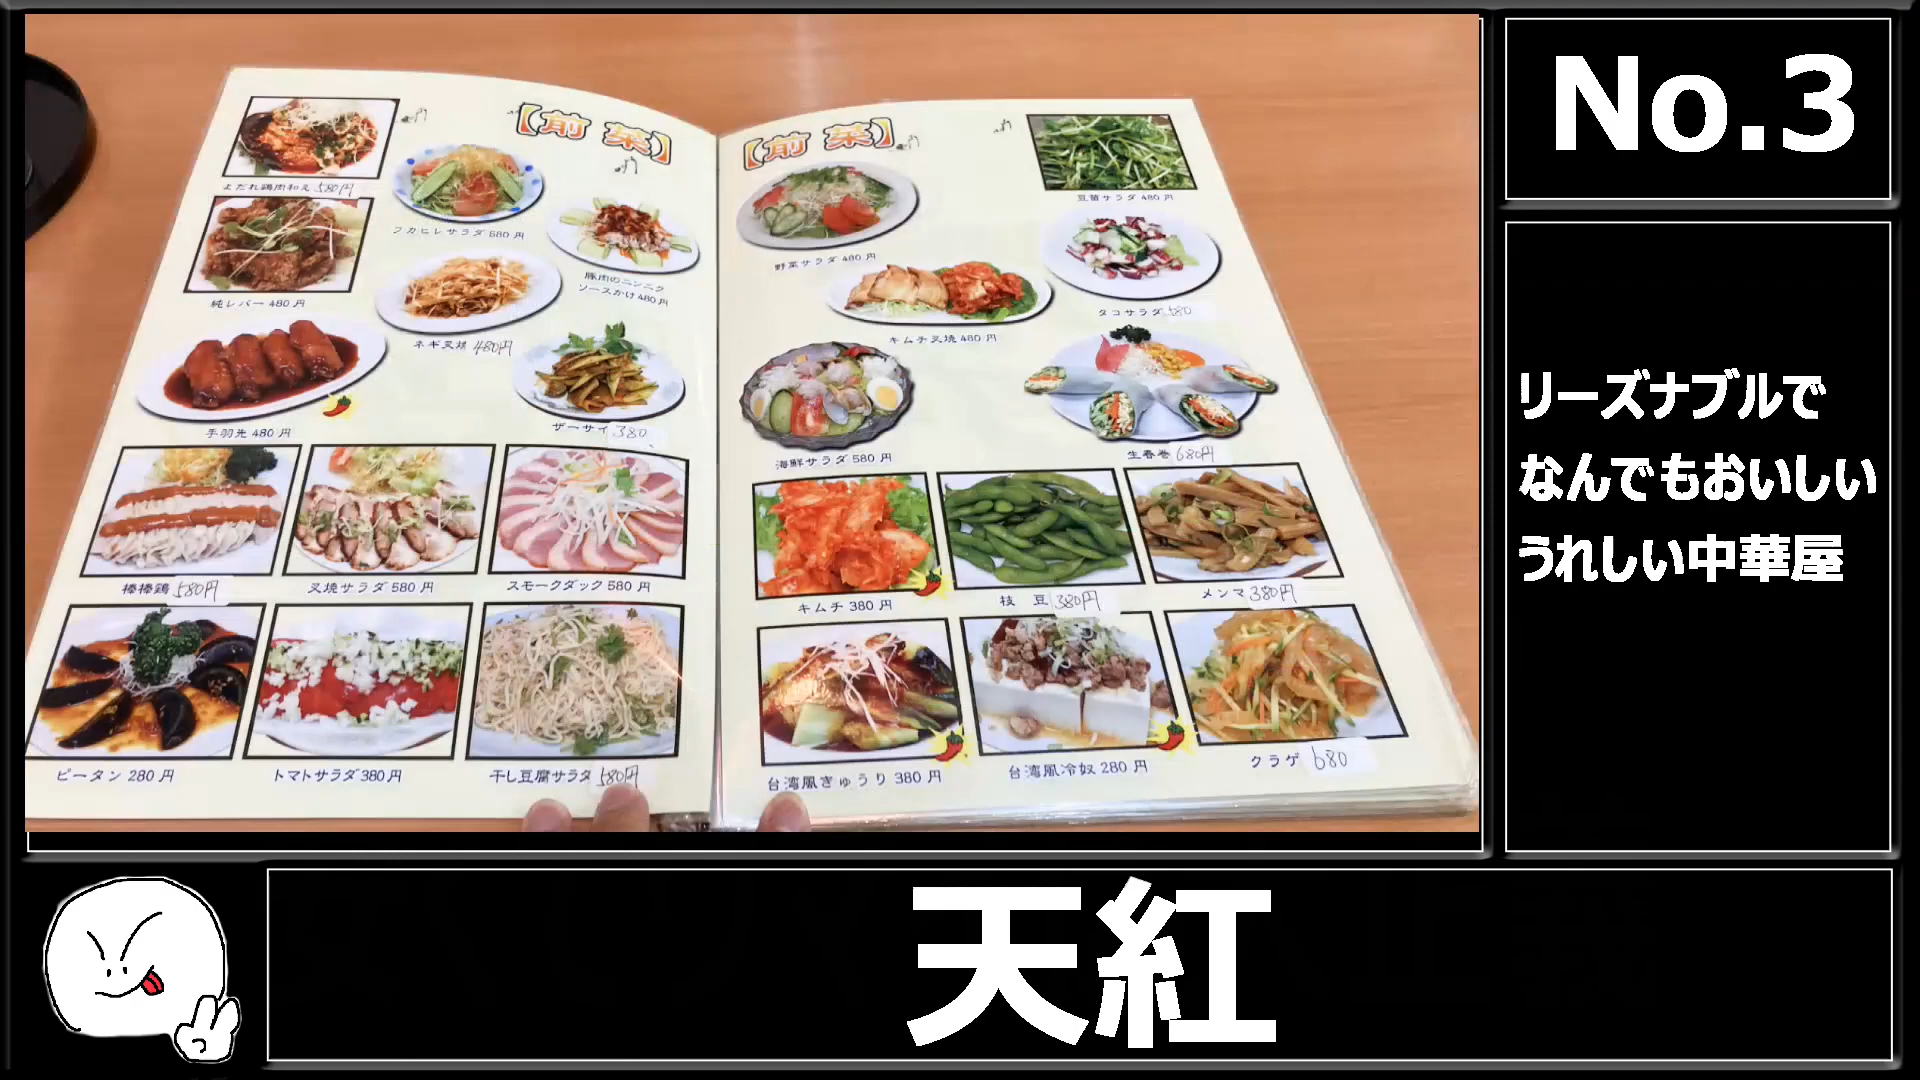 No.3
リーズナブルで
なんでもおいしい
うれしい中華屋
【前菜】
よだれ鶏肉和え 580円
フカヒレサラダ 580円
純レバー 480円
豚肉のニンニク
ソースかけ 480円
ネギ叉焼 480円
手羽先 480円
ザーサイ 380
棒棒鶏 580円
叉焼サラダ 580円
スモークダック 580円
ピータン 280円
トマトサラダ 380円
干し豆腐サラダ 580円
【前菜】
豆苗サラダ 480円
野菜サラダ 480円
タコサラダ 580
キムチ叉焼 480円
海鮮サラダ 580円
生春巻 680円
キムチ 380円
枝 豆 380円
メンマ 380円
台湾風きゅうり 380円
台湾風冷奴 280円
クラゲ 680
天紅